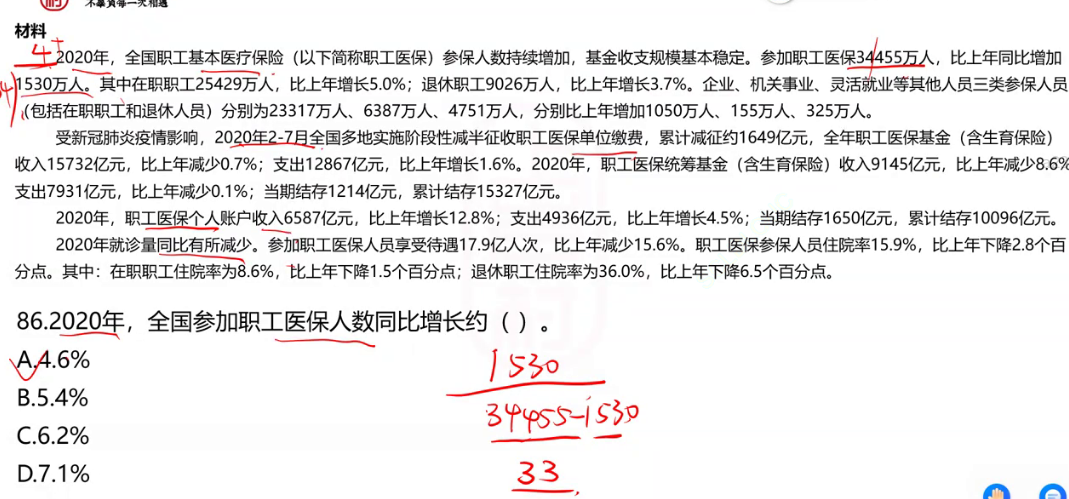 不辜负每一次相遇
材料
4+
2020年，全国职工基本医疗保险（以下简称职工医保）参保人数持续增加，基金收支规模基本稳定。参加职工医保34455万人，比上年同比增加
1530万人。其中在职职工25429万人，比上年增长5.0%；退休职工9026万人，比上年增长3.7%。企业、机关事业、灵活就业等其他人员三类参保人员
（包括在职职工和退休人员）分别为23317万人、6387万人、4751万人，分别比上年增加1050万人、155万人、325万人。
受新冠肺炎疫情影响，2020年2-7月全国多地实施阶段性减半征收职工医保单位缴费，累计减征约1649亿元，全年职工医保基金（含生育保险）
收入15732亿元，比上年减少0.7%；支出12867亿元，比上年增长1.6%。2020年，职工医保统筹基金（含生育保险）收入9145亿元，比上年减少8.6%
支出7931亿元，比上年减少0.1%；当期结存1214亿元，累计结存15327亿元。
2020年，职工医保个人账户收入6587亿元，比上年增长12.8%；支出4936亿元，比上年增长4.5%；当期结存1650亿元，累计结存10096亿元。
2020年就诊量同比有所减少。参加职工医保人员享受待遇17.9亿人次，比上年减少15.6%。职工医保参保人员住院率15.9%，比上年下降2.8个百
分点。其中：在职职工住院率为8.6%，比上年下降1.5个百分点；退休职工住院率为36.0%，比上年下降6.5个百分点。
86.2020年，全国参加职工医保人数同比增长约（ ）。
A.4.6%
B.5.4%
C.6.2%
D.7.1%
1530
34455-1530
33